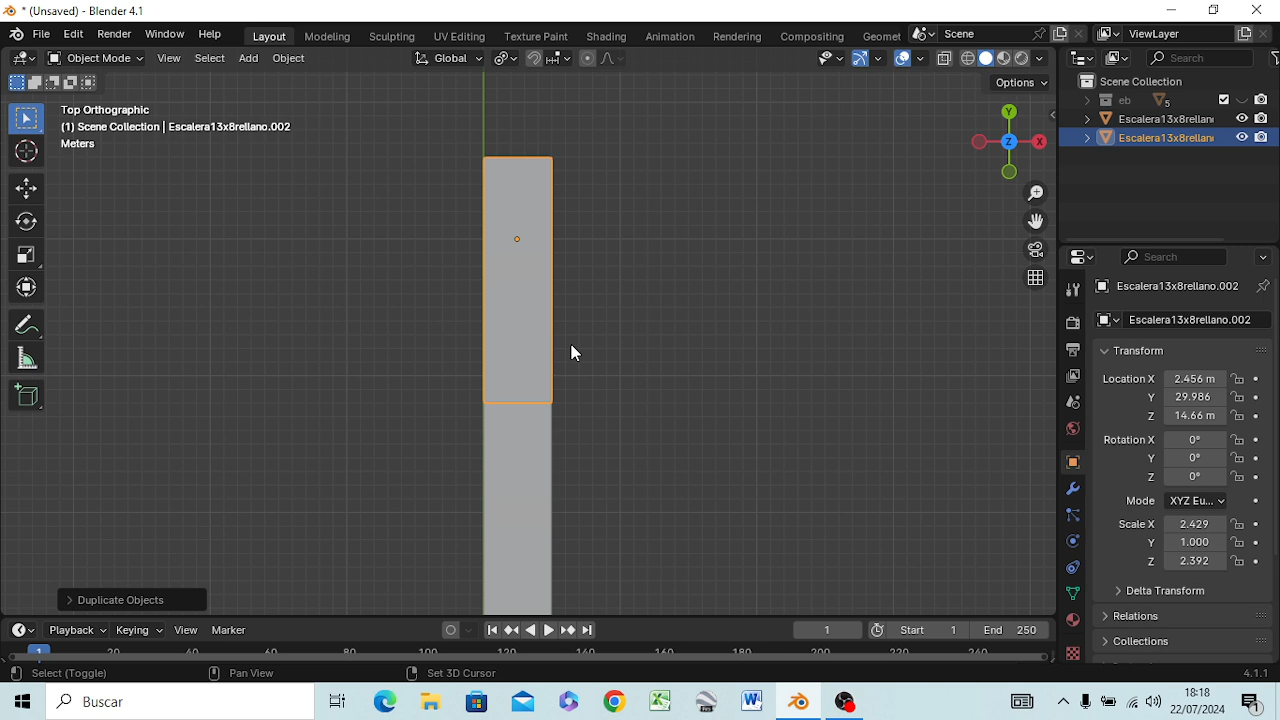 * (Unsaved) - Blender 4.1
File Edit Render Window Help Layout Modeling Sculpting UV Editing Texture Paint Shading Animation Rendering Compositing Geomet Scene ViewLayer
Object Mode View Select Add Object Global Search
Options
Top Orthographic
(1) Scene Collection | Escalera13x8rellano.002
Meters
Y
X
Z
Scene Collection
eb 5
Escalera13x8rellan
Escalera13x8rellan
Search
Escalera13x8rellano.002
Escalera13x8rellano.002
Transform
Location X 2.456 m
Y 29.986
Z 14.66 m
Rotation X 0°
Y 0°
Z 0°
Mode XYZ Eu...
Scale X 2.429
Y 1.000
Z 2.392
Delta Transform
Relations
Collections
Duplicate Objects
Playback Keying View Marker 1 Start 1 End 250
1 20 40 60 80 100 120 140 160 180 200 220 240
Select (Toggle) Pan View Set 3D Cursor 4.1.1
Buscar
8:18
22/07/2024
1